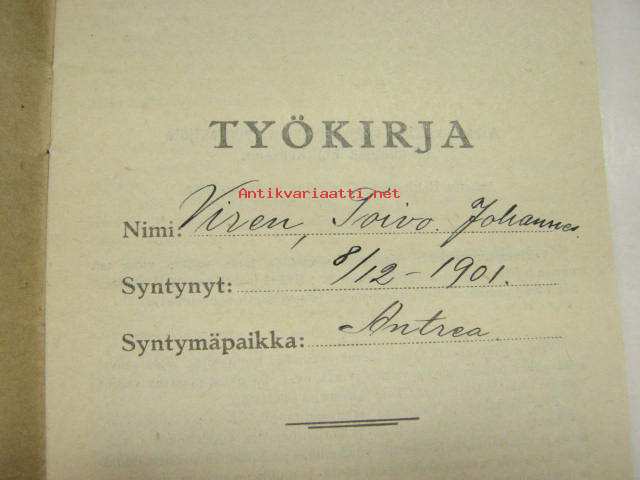 TYÖKIRJA
Antikvariaatti.net
Nimi: Viren, Toivo Johannes.
Syntynyt: 8/12-1901.
Syntymäpaikka: Antrea